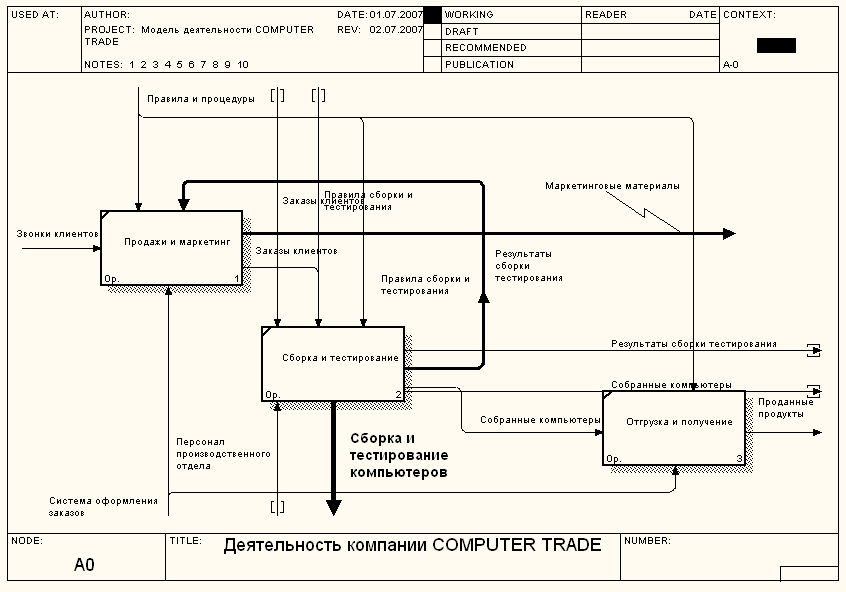 USED AT:
AUTHOR:
DATE: 01.07.2007
WORKING
READER
DATE
CONTEXT:
PROJECT: Модель деятельности COMPUTER
TRADE
REV: 02.07.2007
DRAFT
RECOMMENDED
NOTES: 1 2 3 4 5 6 7 8 9 10
PUBLICATION
A-0
Правила и процедуры
Маркетинговые материалы
Заказы клиентов
Правила сборки и
тестирования
Звонки клиентов
Продажи и маркетинг
0р.
1
Заказы клиентов
Результаты
сборки
тестирования
Правила сборки и
тестирования
Сборка и тестирование
0р.
2
Результаты сборки тестирования
Собранные компьютеры
Проданные
продукты
Собранные компьютеры
Отгрузка и получение
0р.
3
Персонал
производственного
отдела
Сборка и
тестирование
компьютеров
Система оформления
заказов
NODE:
A0
TITLE:
Деятельность компании COMPUTER TRADE
NUMBER: